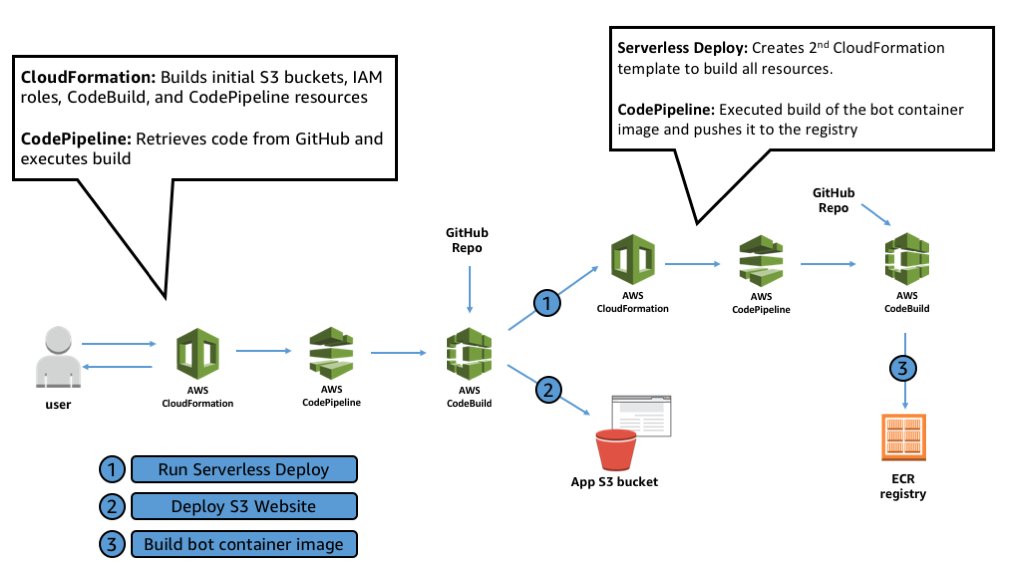 CloudFormation: Builds initial S3 buckets, IAM
roles, CodeBuild, and CodePipeline resources
CodePipeline: Retrieves code from GitHub and
executes build
Serverless Deploy: Creates 2nd CloudFormation
template to build all resources.
CodePipeline: Executed build of the bot container
image and pushes it to the registry
GitHub
Repo
GitHub
Repo
AWS
CloudFormation
AWS
CodePipeline
AWS
CodeBuild
1
user
AWS
CloudFormation
AWS
CodePipeline
AWS
CodeBuild
2
3
App S3 bucket
ECR
registry
1 Run Serverless Deploy
2 Deploy S3 Website
3 Build bot container image